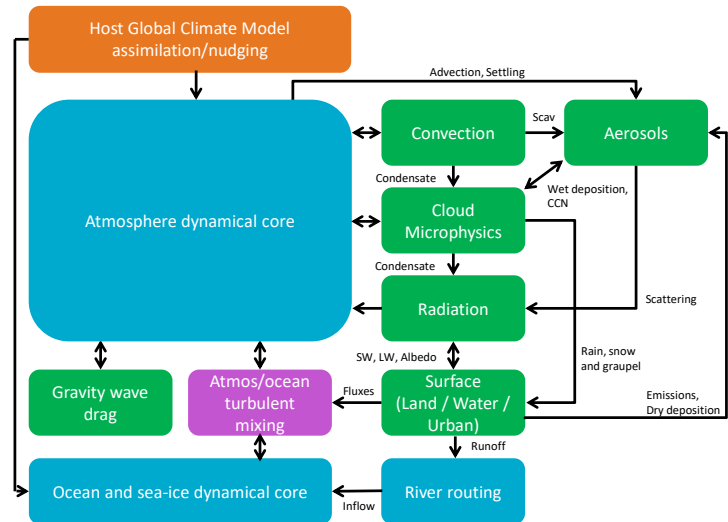 Host Global Climate Model
assimilation/nudging
Advection, Settling
Convection
Scav
Aerosols
Condensate
Wet deposition,
CCN
Atmosphere dynamical core
Cloud
Microphysics
Condensate
Radiation
Scattering
SW, LW, Albedo
Rain, snow
and graupel
Gravity wave
drag
Atmos/ocean
turbulent
mixing
Fluxes
Surface
(Land / Water /
Urban)
Emissions,
Dry deposition
Runoff
Ocean and sea-ice dynamical core
Inflow
River routing